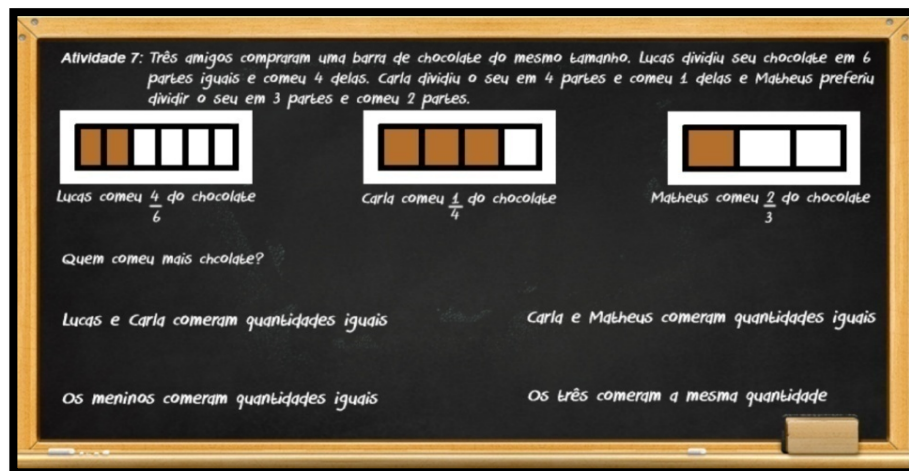 Atividade 7: Três amigos compraram uma barra de chocolate do mesmo tamanho. Lucas dividiu seu chocolate em 6
partes iguais e comeu 4 delas. Carla dividiu o seu em 4 partes e comeu 1 delas e Matheus preferiu
dividir o seu em 3 partes e comeu 2 partes.
Lucas comeu 4/6 do chocolate
Carla comeu 1/4 do chocolate
Matheus comeu 2/3 do chocolate
Quem comeu mais chcolate?
Lucas e Carla comeram quantidades iguais
Carla e Matheus comeram quantidades iguais
Os meninos comeram quantidades iguais
Os três comeram a mesma quantidade